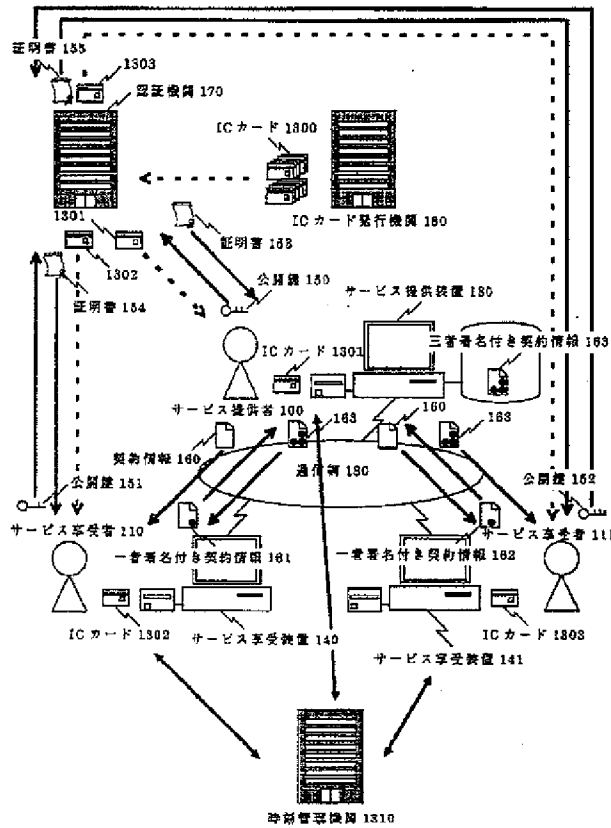 証明書 155
1303
認証機関 170
ICカード 1300
ICカード発行機関 180
1301
1302
証明書 153
証明書 154
公開鍵 150
サービス提供装置 130
三者署名付き契約情報 163
ICカード 1301
サービス提供者 100
163
160
163
契約情報 160
通信網 130
公開鍵 151
公開鍵 152
サービス享受者 110
サービス享受者 111
一者署名付き契約情報 161
一者署名付き契約情報 162
ICカード 1302
サービス享受装置 140
ICカード 1303
サービス享受装置 141
時刻管理機関 1310